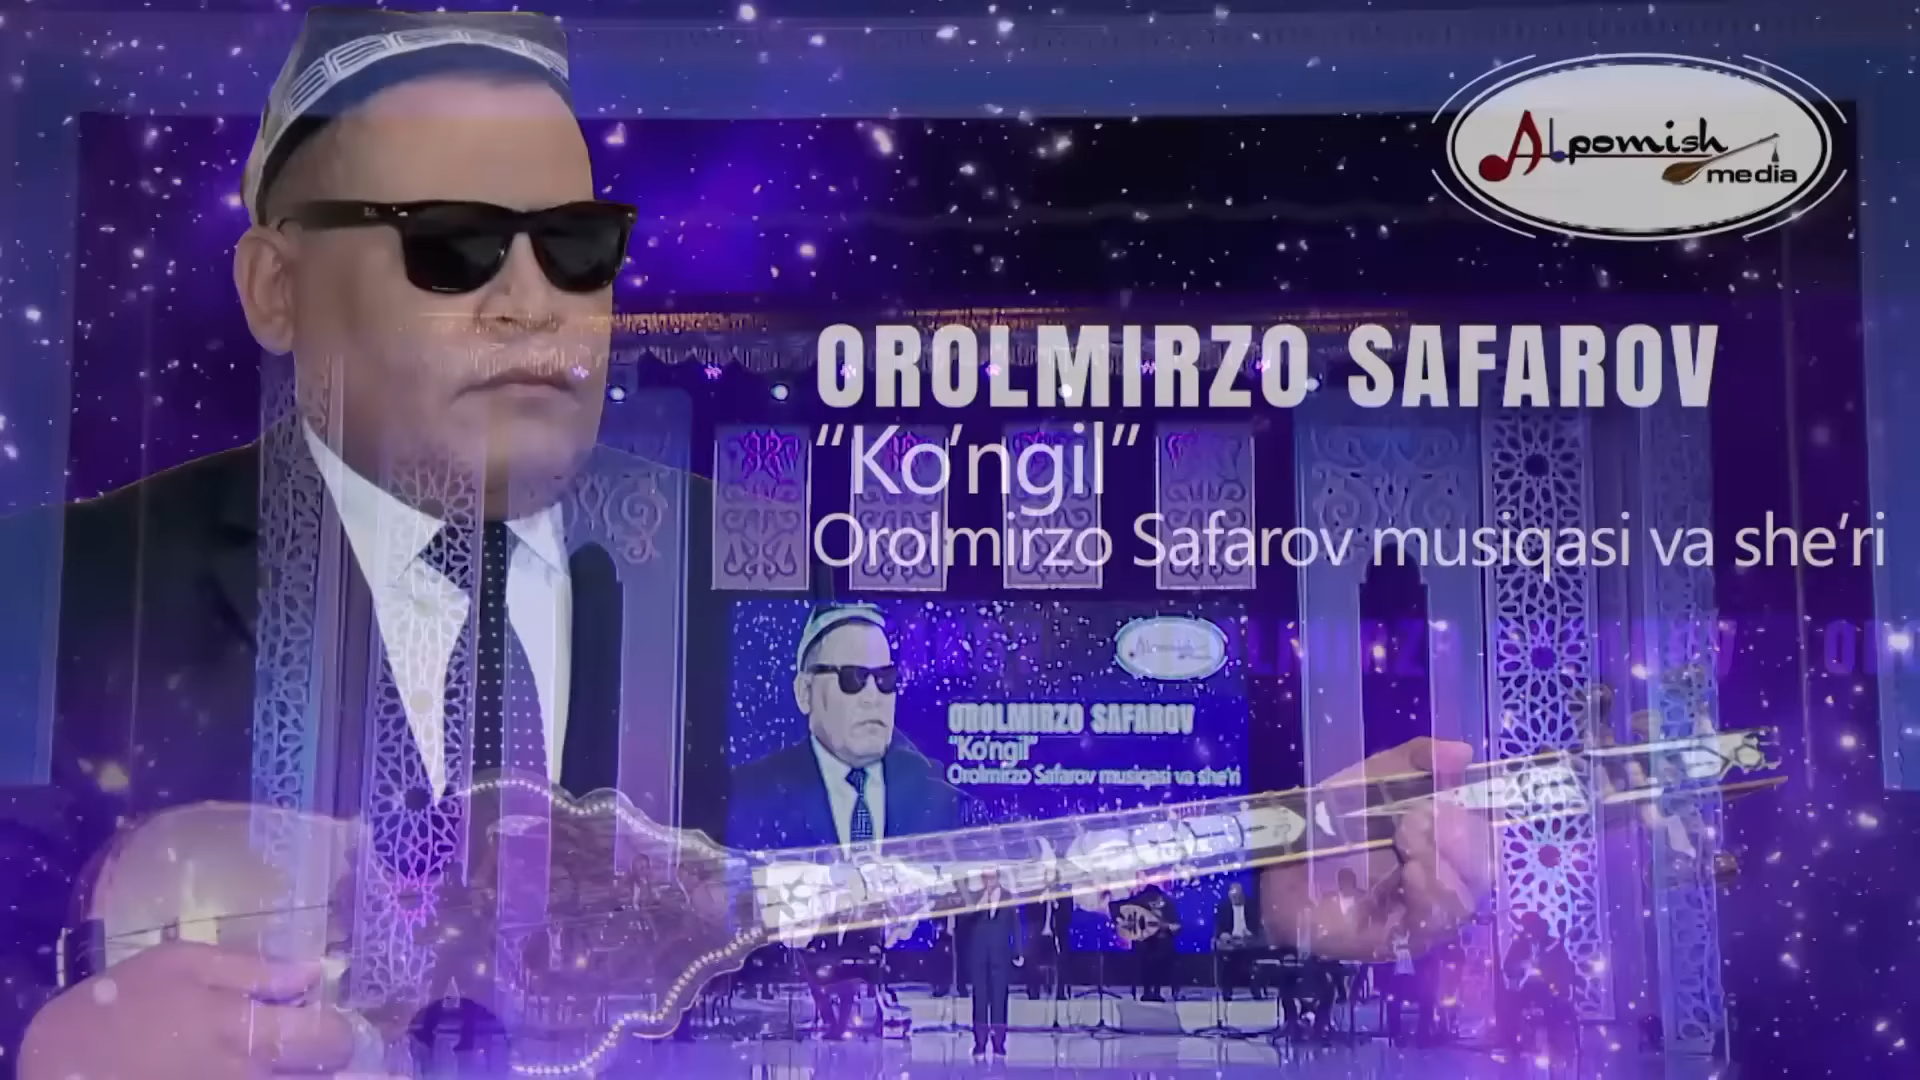 Alpomish
media
OROLMIRZO SAFAROV
“Ko‘ngil”
Orolmirzo Safarov musiqasi va she‘ri
Alpomish
OROLMIRZO SAFAROV
“Ko‘ngil”
Orolmirzo Safarov musiqasi va she‘ri